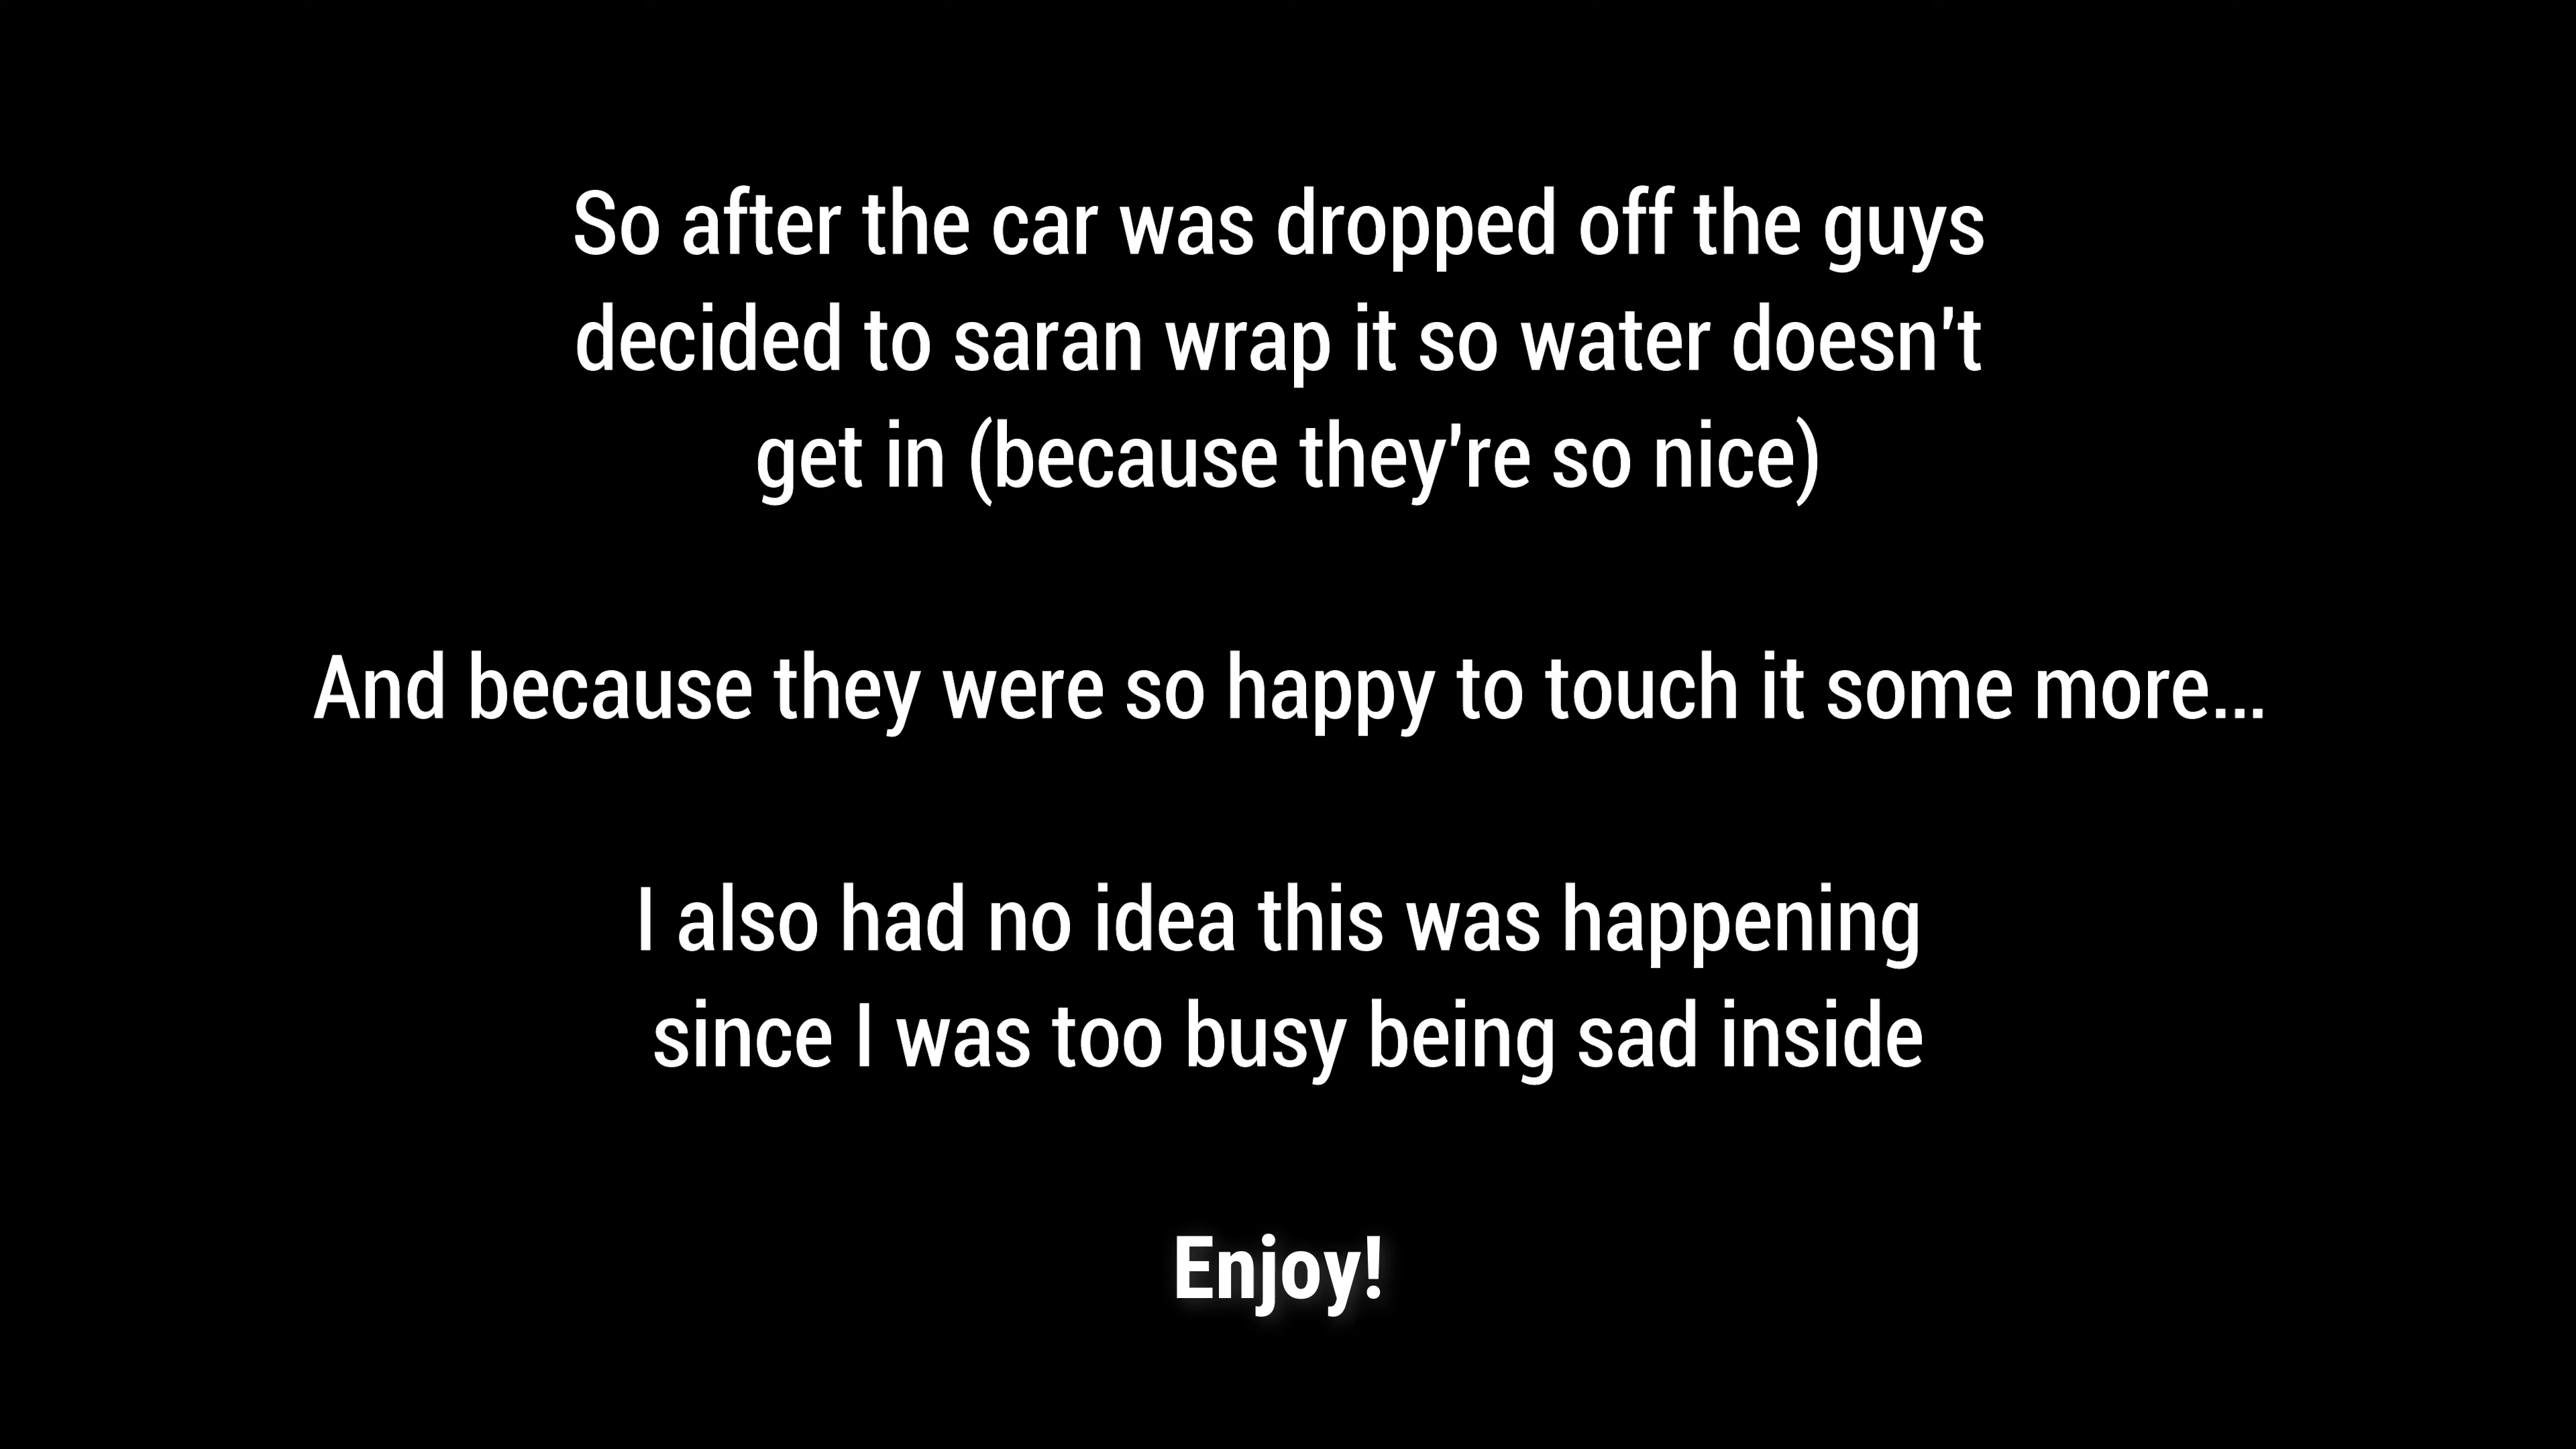 So after the car was dropped off the guys
decided to saran wrap it so water doesn't
get in (because they're so nice)
And because they were so happy to touch it some more...
I also had no idea this was happening
since I was too busy being sad inside
Enjoy!